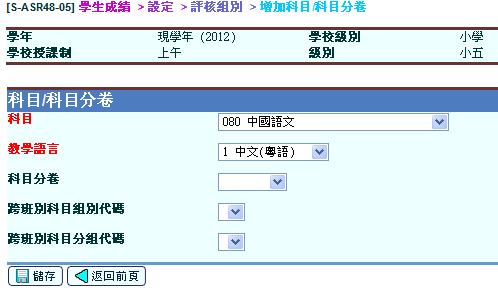 [S-ASR48-05] 學生成績 > 設定 > 評核組別 > 增加科目/科目分卷
學年 現學年 (2012) 學校級別 小學
學校授課制 上午 級別 小五
科目/科目分卷
科目 080 中國語文
教學語言 1 中文(粵語)
科目分卷
跨班別科目組別代碼
跨班別科目分組代碼
儲存 返回前頁